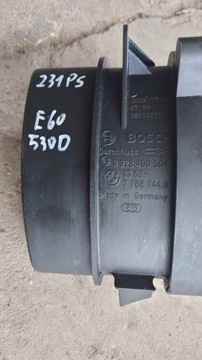 231PS
E60
530D
BOSCH
Durchfluss
0 928 400 504
13.62-
7 788 744
Made in Germany